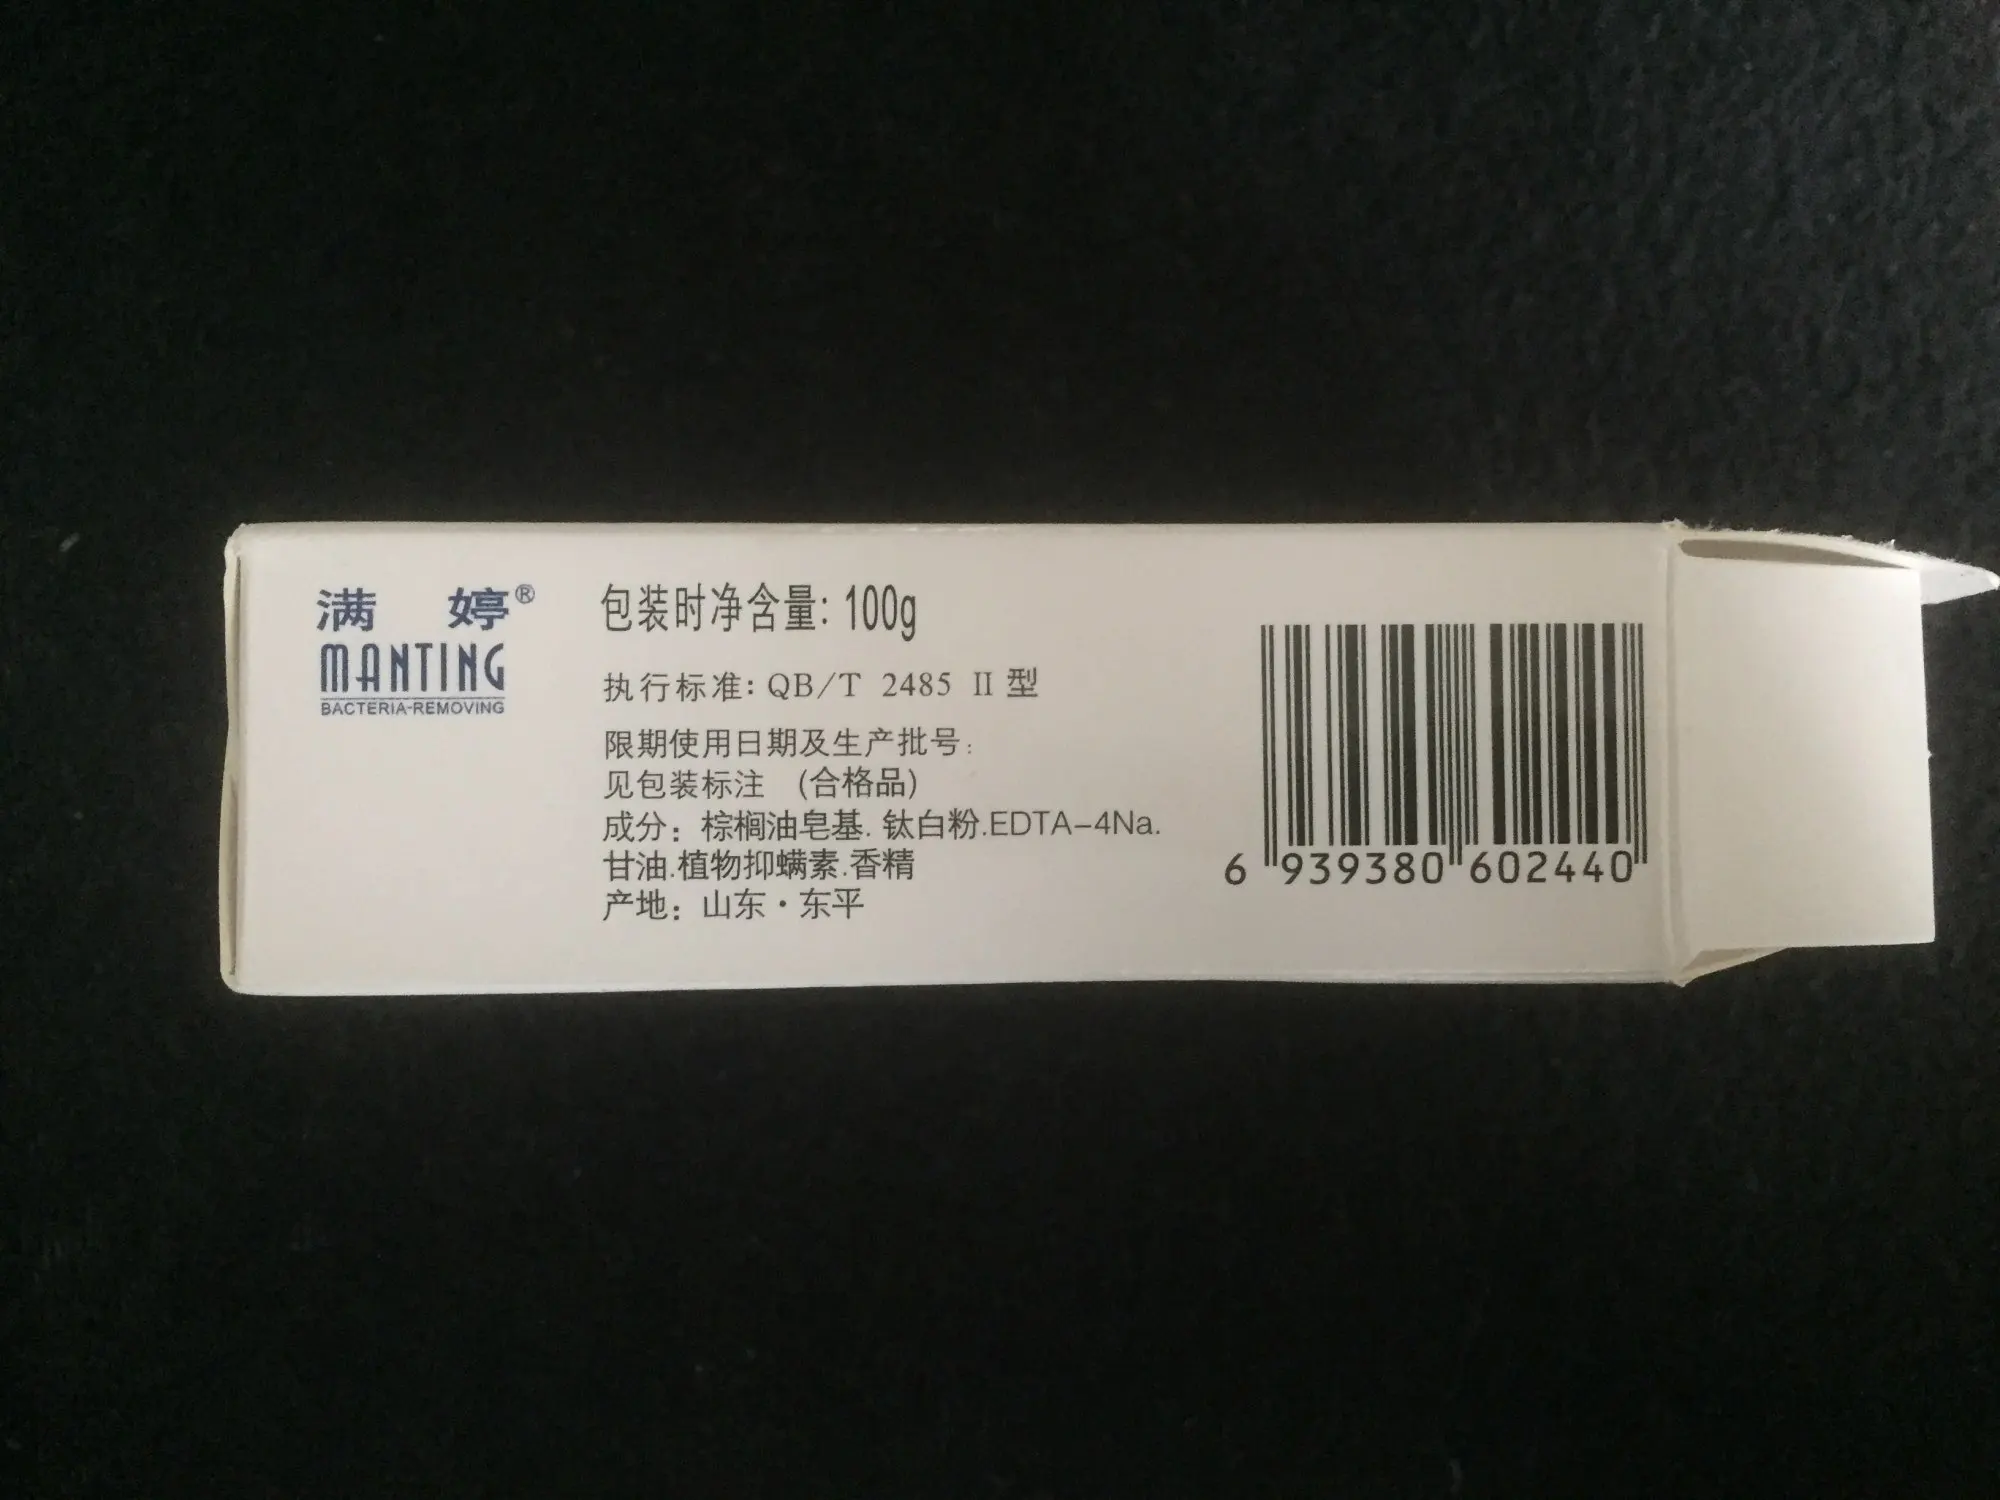 满 婷®
MANTING
BACTERIA-REMOVING
包装时净含量: 100g
执行标准: QB/T 2485 II 型
限期使用日期及生产批号:
见包装标注 (合格品)
成分: 棕榈油皂基. 钛白粉.EDTA-4Na.
甘油.植物抑螨素.香精
产地: 山东·东平
6 939380 602440